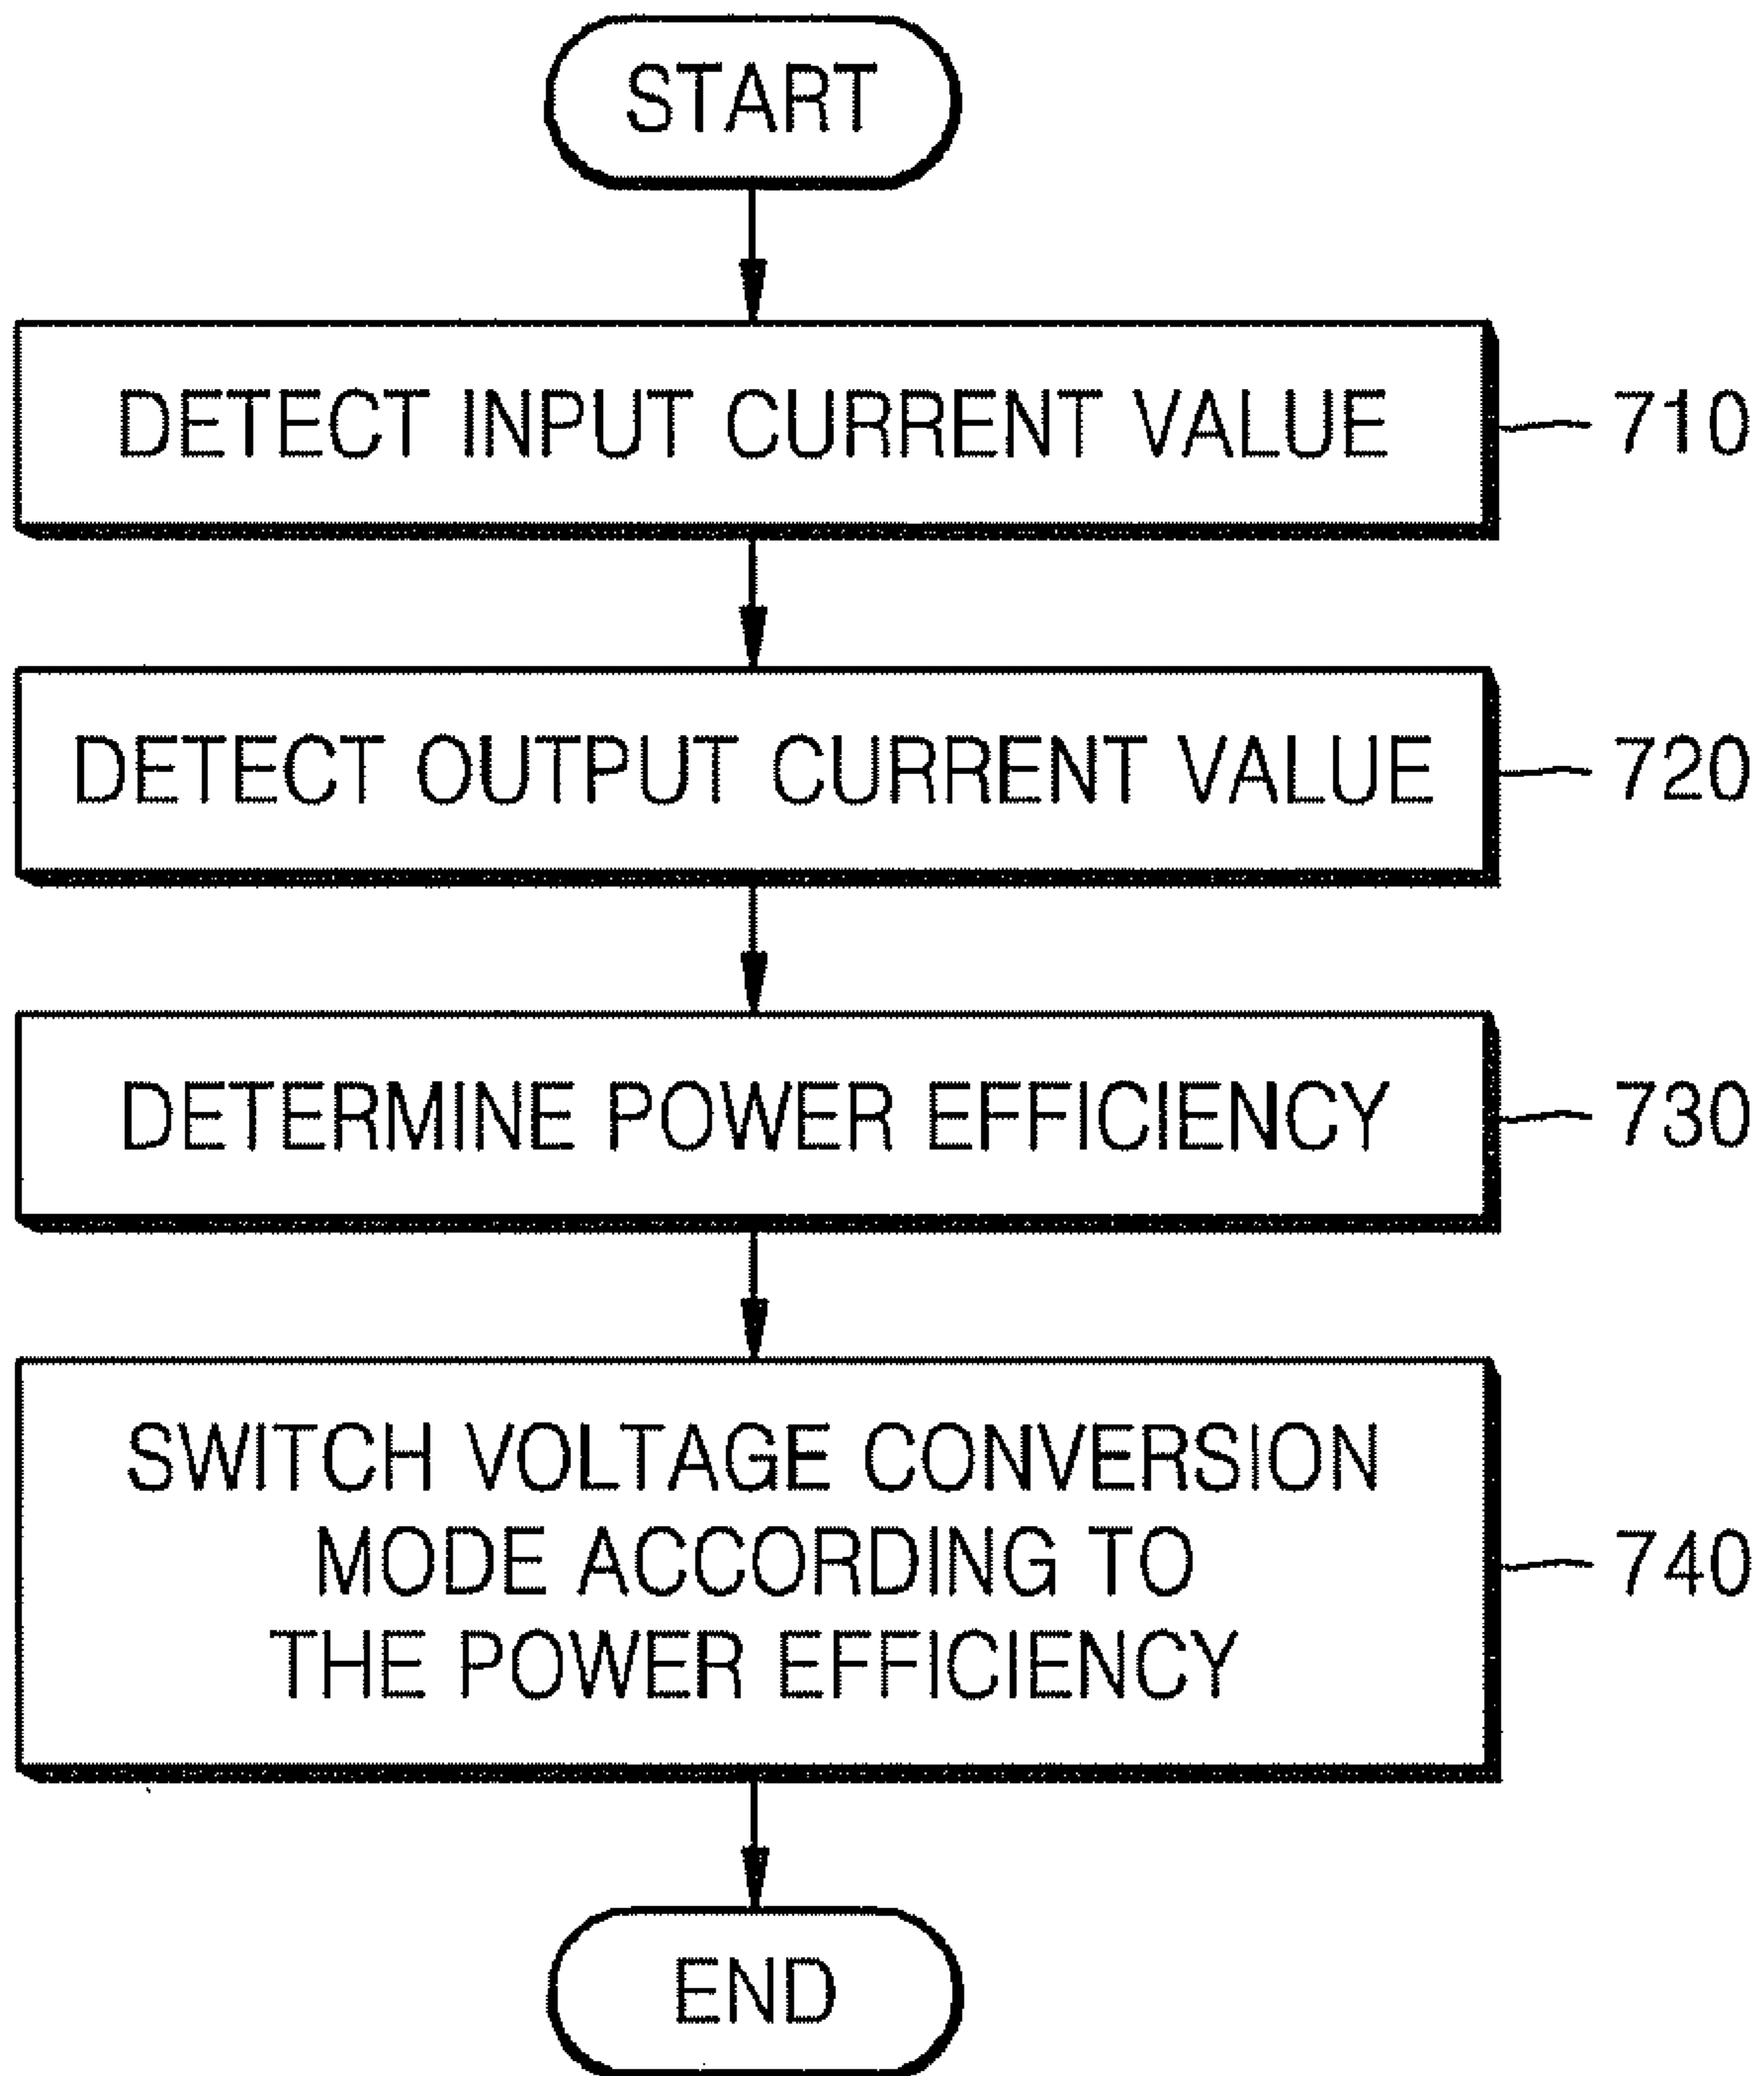 START
DETECT INPUT CURRENT VALUE
710
DETECT OUTPUT CURRENT VALUE
720
DETERMINE POWER EFFICIENCY
730
SWITCH VOLTAGE CONVERSION
MODE ACCORDING TO
THE POWER EFFICIENCY
740
END